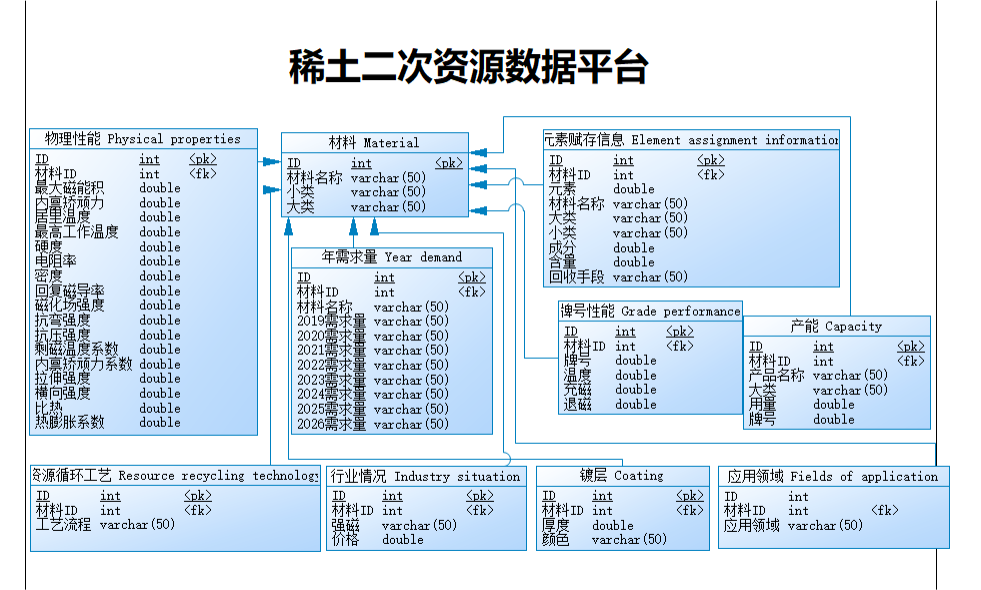 稀土二次资源数据平台
物理性能 Physical properties
ID int <pk>
材料ID int <fk>
最大磁能积 double
内禀矫顽力 double
居里温度 double
最高工作温度 double
硬度 double
电阻率 double
密度 double
回复磁导率 double
磁化场强度 double
抗弯强度 double
抗压强度 double
剩磁温度系数 double
内禀矫顽力系数 double
拉伸强度 double
横向强度 double
比热 double
热膨胀系数 double
材料 Material
ID int <pk>
材料名称 varchar(50)
小类 varchar(50)
大类 varchar(50)
元素赋存信息 Element assignment information
ID int <pk>
材料ID int <fk>
元素 double
材料名称 varchar(50)
大类 varchar(50)
小类 varchar(50)
成分 double
含量 double
回收手段 varchar(50)
年需求量 Year demand
ID int <pk>
材料ID int <fk>
材料名称 varchar(50)
2019需求量 varchar(50)
2020需求量 varchar(50)
2021需求量 varchar(50)
2022需求量 varchar(50)
2023需求量 varchar(50)
2024需求量 varchar(50)
2025需求量 varchar(50)
2026需求量 varchar(50)
牌号性能 Grade performance
ID int <pk>
材料ID int <fk>
牌号 double
温度 double
充磁 double
退磁 double
产能 Capacity
ID int <pk>
材料ID int <fk>
产品名称 varchar(50)
大类 varchar(50)
用量 double
牌号 double
资源循环工艺 Resource recycling technology
ID int <pk>
材料ID int <fk>
工艺流程 varchar(50)
行业情况 Industry situation
ID int <pk>
材料ID int <fk>
强磁 varchar(50)
价格 double
镀层 Coating
ID int <pk>
材料ID int <fk>
厚度 double
颜色 varchar(50)
应用领域 Fields of application
ID int
材料ID int <fk>
应用领域 varchar(50)